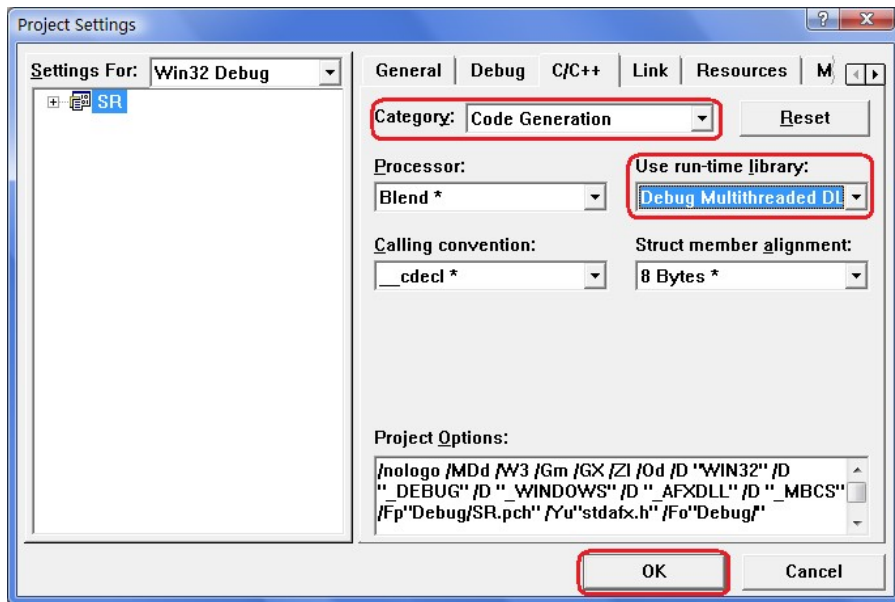 Project Settings
Settings For: Win32 Debug
SR
General Debug C/C++ Link Resources M
Category: Code Generation
Reset
Processor:
Use run-time library:
Blend *
Debug Multithreaded DL
Calling convention:
Struct member alignment:
__cdecl *
8 Bytes *
Project Options:
/nologo /MDd /W3 /Gm /GX /ZI /Od /D "WIN32" /D
"_DEBUG" /D "_WINDOWS" /D "_AFXDLL" /D "_MBCS"
/Fp"Debug/SR.pch" /Yu"stdafx.h" /Fo"Debug/"
OK
Cancel